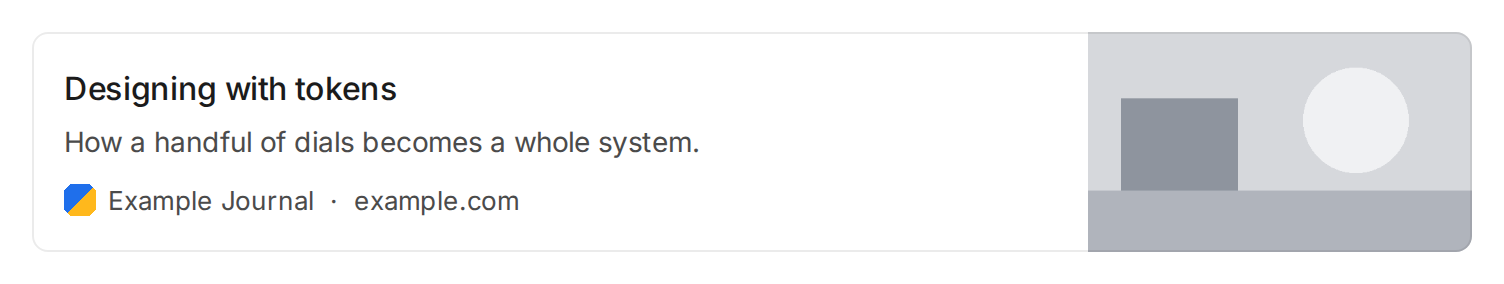 Designing with tokens
How a handful of dials becomes a whole system.
Example Journal · example.com